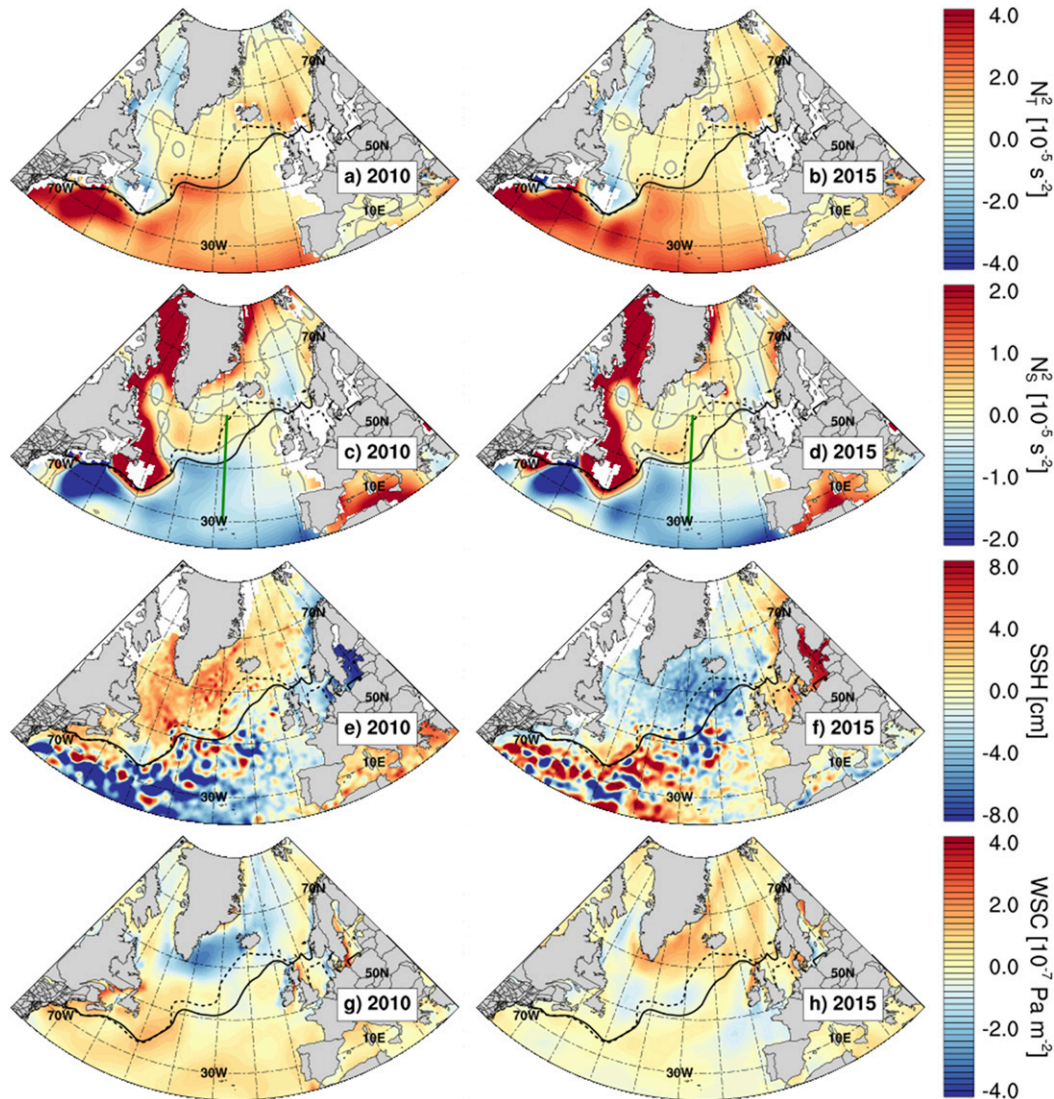 70N
50N
a) 2010
70W
10E
30W
70N
50N
b) 2015
70W
10E
30W
4.0
2.0
0.0
-2.0
-4.0
N²T [10⁻⁵ s⁻²]
70N
50N
c) 2010
70W
10E
30W
70N
50N
d) 2015
70W
10E
30W
2.0
1.0
0.0
-1.0
-2.0
N²S [10⁻⁵ s⁻²]
70N
50N
e) 2010
70W
10E
30W
70N
50N
f) 2015
70W
10E
30W
8.0
4.0
0.0
-4.0
-8.0
SSH [cm]
70N
50N
g) 2010
70W
10E
30W
70N
50N
h) 2015
70W
10E
30W
4.0
2.0
0.0
-2.0
-4.0
WSC [10⁻⁷ Pa m⁻²]